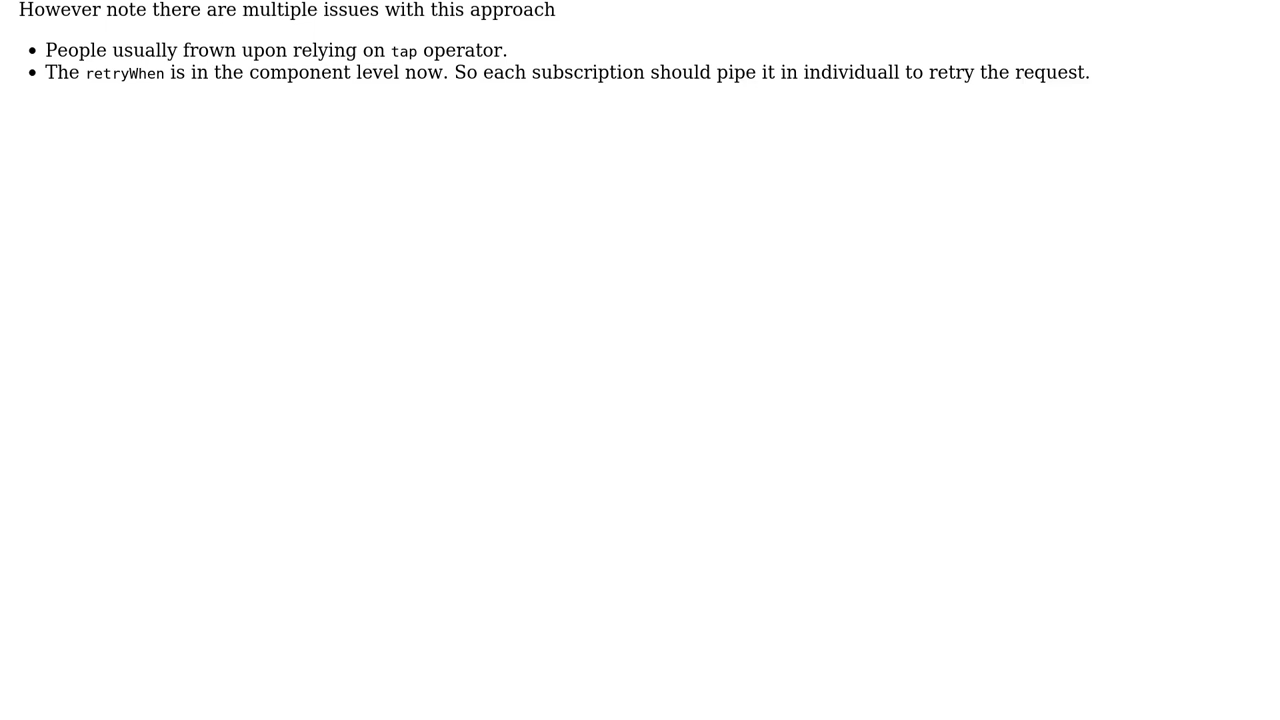 However note there are multiple issues with this approach
• People usually frown upon relying on tap operator.
• The retryWhen is in the component level now. So each subscription should pipe it in individuall to retry the request.